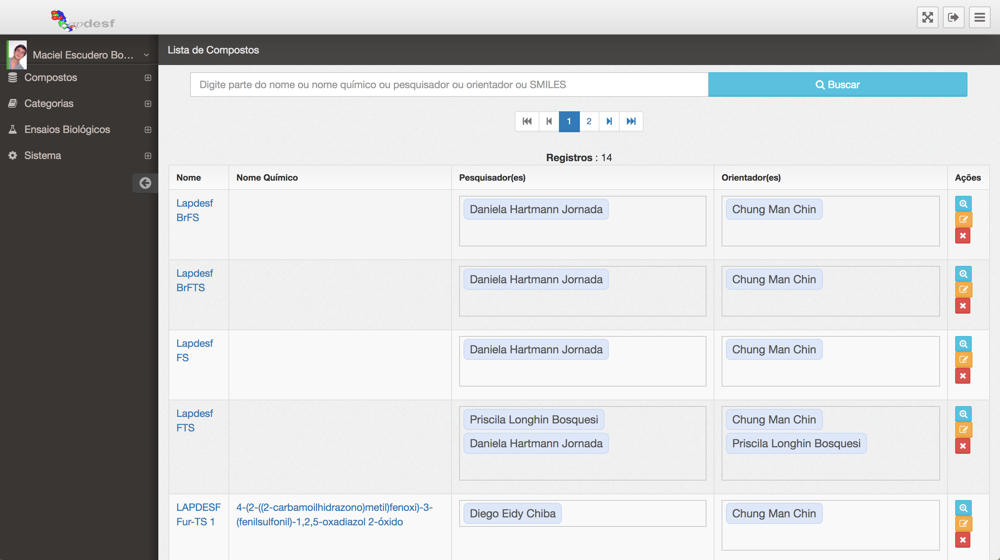 Lapdesf
Maciel Escudero Bo...
Lista de Compostos
Compostos
Categorias
Ensaios Biológicos
Sistema
Digite parte do nome ou nome químico ou pesquisador ou orientador ou SMILES
Buscar
1 2
Registros : 14
Nome Nome Químico Pesquisador(es) Orientador(es) Ações
Lapdesf
BrFS
Daniela Hartmann Jornada
Chung Man Chin
Lapdesf
BrFTS
Daniela Hartmann Jornada
Chung Man Chin
Lapdesf
FS
Daniela Hartmann Jornada
Chung Man Chin
Lapdesf
FTS
Priscila Longhin Bosquesi
Daniela Hartmann Jornada
Chung Man Chin
Priscila Longhin Bosquesi
LAPDESF
Fur-TS 1
4-(2-((2-carbamoilhidrazono)metil)fenoxi)-3-
(fenilsulfonil)-1,2,5-oxadiazol 2-óxido
Diego Eidy Chiba
Chung Man Chin